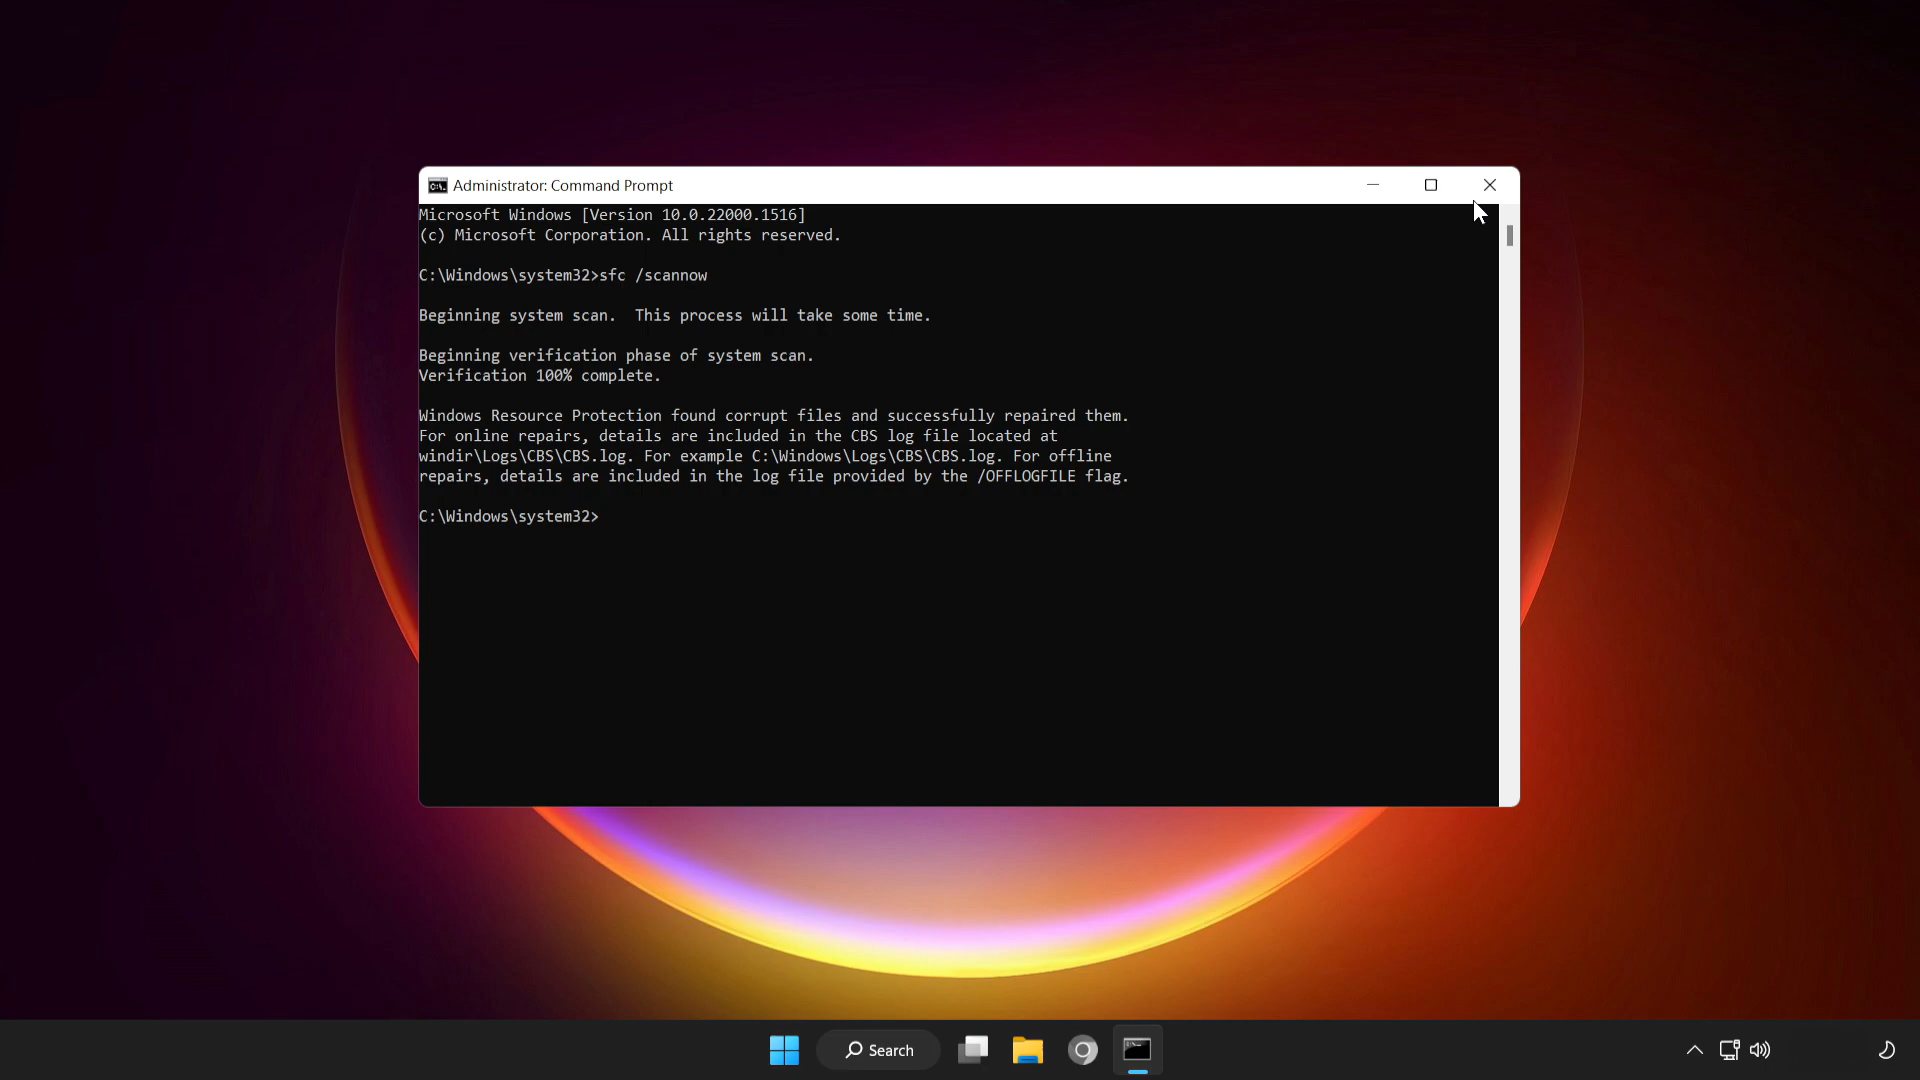 Administrator: Command Prompt
Microsoft Windows [Version 10.0.22000.1516]
(c) Microsoft Corporation. All rights reserved.
C:\Windows\system32>sfc /scannow
Beginning system scan.  This process will take some time.
Beginning verification phase of system scan.
Verification 100% complete.
Windows Resource Protection found corrupt files and successfully repaired them.
For online repairs, details are included in the CBS log file located at
windir\Logs\CBS\CBS.log. For example C:\Windows\Logs\CBS\CBS.log. For offline
repairs, details are included in the log file provided by the /OFFLOGFILE flag.
C:\Windows\system32>
Search